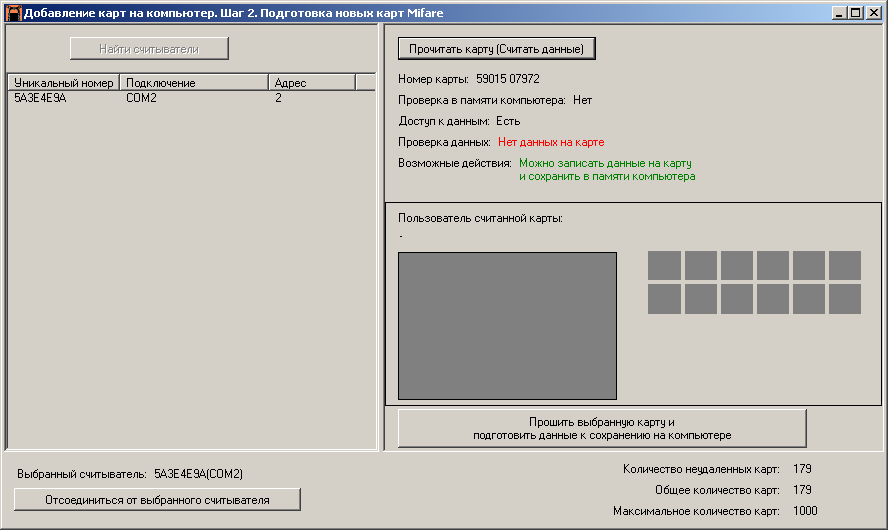 Добавление карт на компьютер. Шаг 2. Подготовка новых карт Mifare
Найти считыватели
Уникальный номер Подключение Адрес
5A3E4E9A COM2 2
Прочитать карту (Считать данные)
Номер карты: 59015 07972
Проверка в памяти компьютера: Нет
Доступ к данным: Есть
Проверка данных: Нет данных на карте
Возможные действия: Можно записать данные на карту
и сохранить в памяти компьютера
Пользователь считанной карты:
-
Прошить выбранную карту и
подготовить данные к сохранению на компьютере
Выбранный считыватель: 5A3E4E9A(COM2)
Отсоединиться от выбранного считывателя
Количество неудаленных карт: 179
Общее количество карт: 179
Максимальное количество карт: 1000